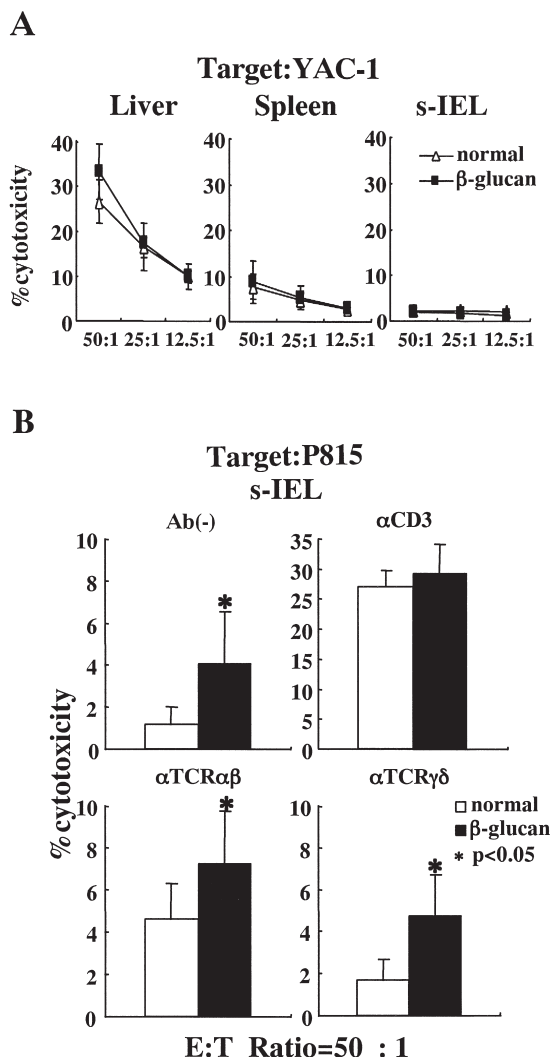 A
Target:YAC-1
Liver Spleen s-IEL
%cytotoxicity
40 40 40
30 30 30
20 20 20
10 10 10
0 0 0
normal
β-glucan
50:1 25:1 12.5:1 50:1 25:1 12.5:1 50:1 25:1 12.5:1
B
Target:P815
s-IEL
Ab(-) αCD3
%cytotoxicity
10
8
6
4
2
0
*
35
30
25
20
15
10
5
0
αTCRαβ αTCRγδ
10
8
6
4
2
0
*
10
8
6
4
2
0
*
normal
β-glucan
* p<0.05
E:T Ratio=50 : 1